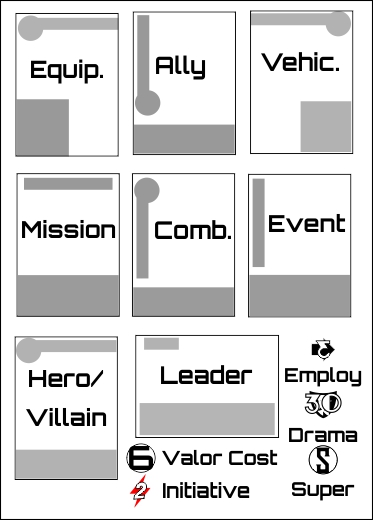 Equip.
Ally
Vehic.
Mission
Comb.
Event
Hero/
Villain
Leader
Employ
Drama
6 Valor Cost
S
2 Initiative
Super